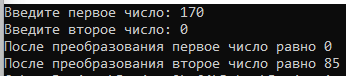 Введите первое число: 170
Введите второе число: 0
После преобразования первое число равно 0
После преобразования второе число равно 85